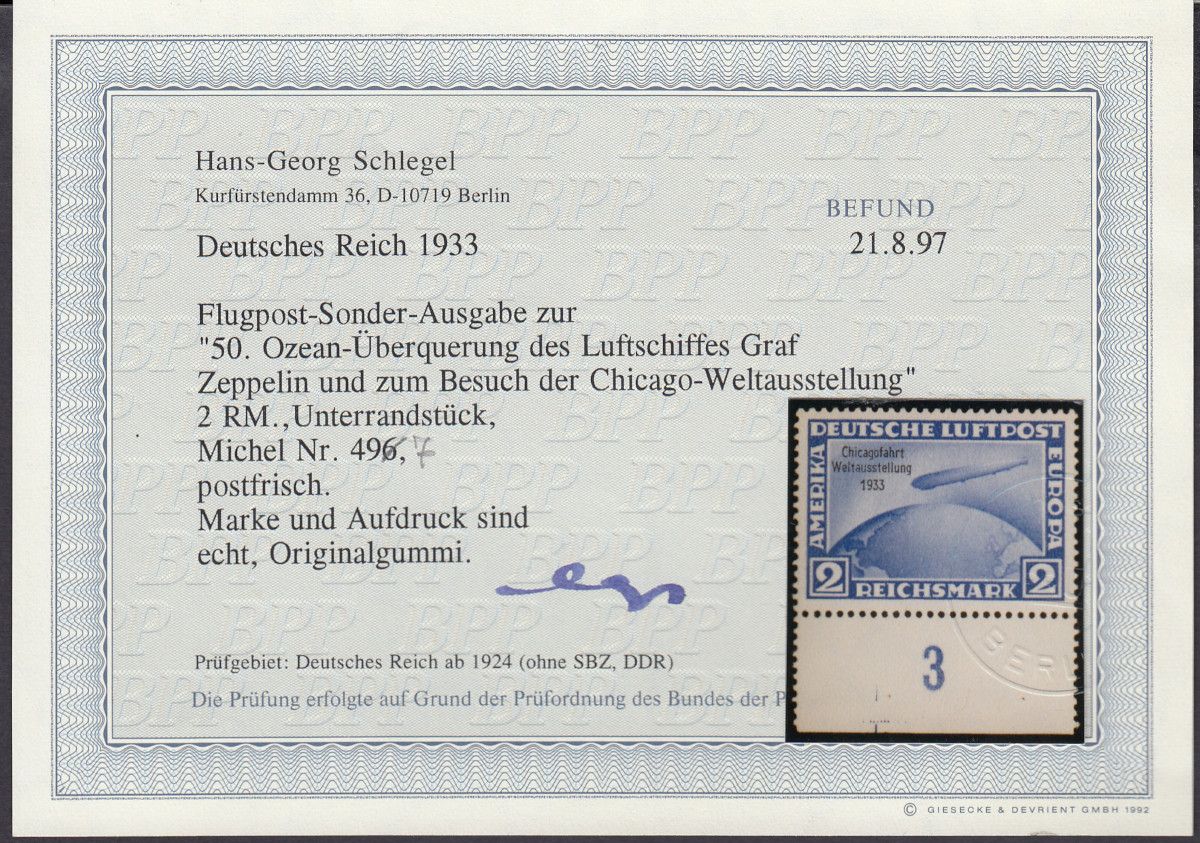 Hans-Georg Schlegel
Kurfürstendamm 36, D-10719 Berlin
BEFUND
Deutsches Reich 1933
21.8.97
Flugpost-Sonder-Ausgabe zur
"50. Ozean-Überquerung des Luftschiffes Graf
Zeppelin und zum Besuch der Chicago-Weltausstellung"
2 RM.,Unterrandstück,
Michel Nr. 496, 7
postfrisch.
Marke und Aufdruck sind
echt, Originalgummi.
Prüfgebiet: Deutsches Reich ab 1924 (ohne SBZ, DDR)
Die Prüfung erfolgte auf Grund der Prüfordnung des Bundes der P
DEUTSCHE LUFTPOST
AMERIKA
EUROPA
Chicagofahrt
Weltausstellung
1933
2 REICHSMARK 2
3
BERLI
BPP
© GIESECKE & DEVRIENT GMBH 1992